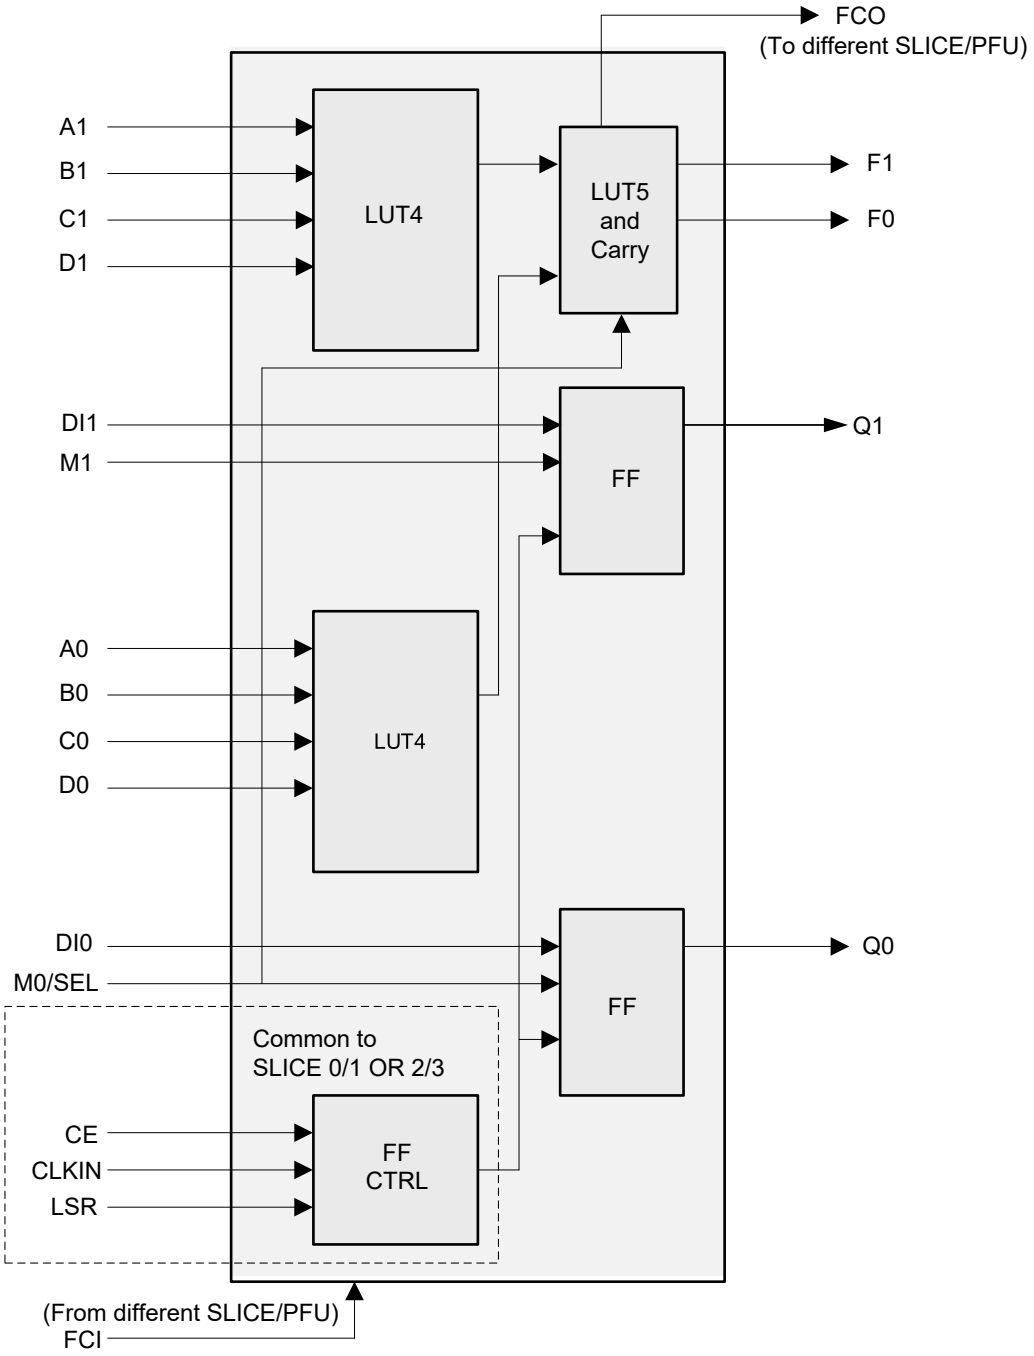 FCO
(To different SLICE/PFU)
A1
B1
C1
D1
LUT4
LUT5
and
Carry
F1
F0
DI1
M1
FF
Q1
A0
B0
C0
D0
LUT4
DI0
M0/SEL
FF
Q0
Common to
SLICE 0/1 OR 2/3
CE
CLKIN
LSR
FF
CTRL
(From different SLICE/PFU)
FCI